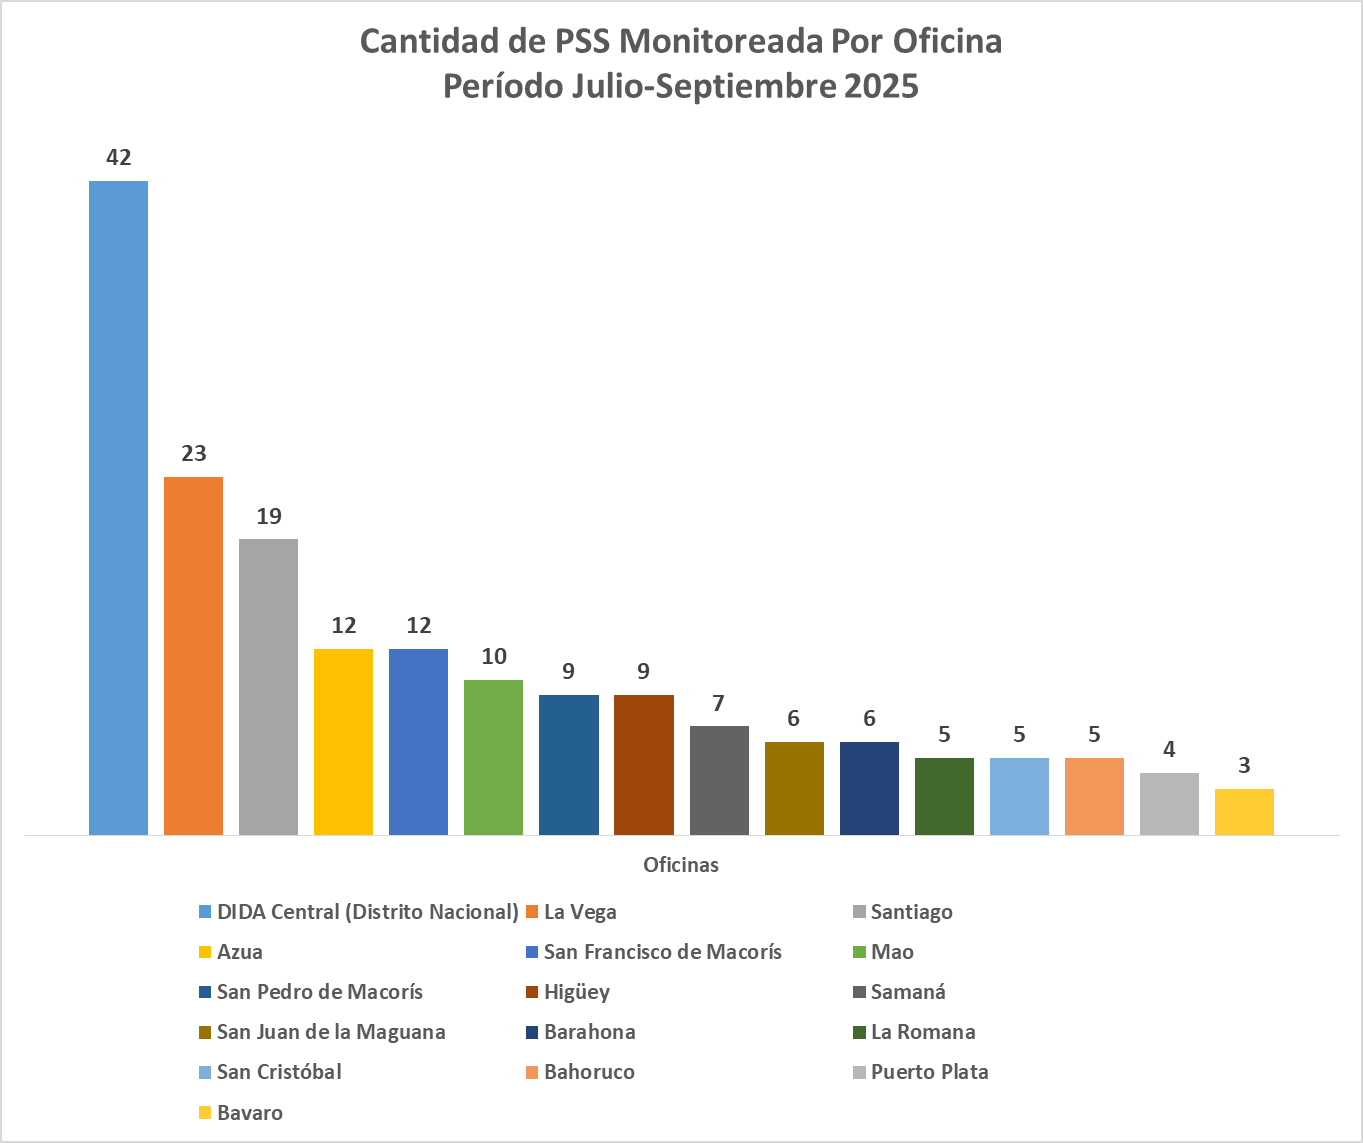 Cantidad de PSS Monitoreada Por Oficina
Período Julio-Septiembre 2025
42
23
19
12
12
10
9
9
7
6
6
5
5
5
4
3
Oficinas
DIDA Central (Distrito Nacional)
La Vega
Santiago
Azua
San Francisco de Macorís
Mao
San Pedro de Macorís
Higüey
Samaná
San Juan de la Maguana
Barahona
La Romana
San Cristóbal
Bahoruco
Puerto Plata
Bavaro